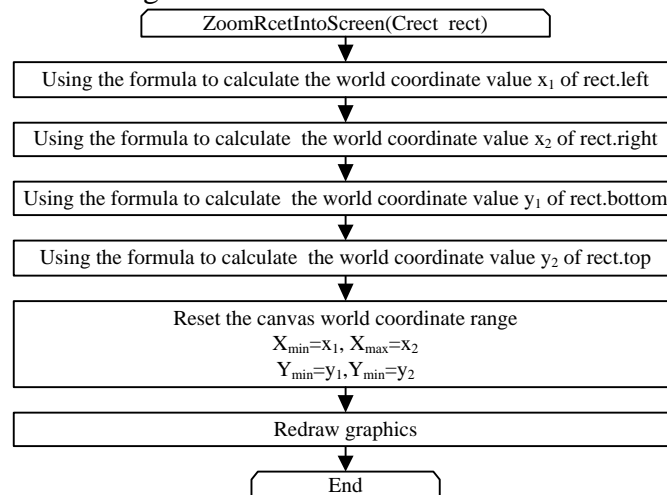 ZoomRcetIntoScreen(Crect rect)
Using the formula to calculate the world coordinate value x₁ of rect.left
Using the formula to calculate the world coordinate value x₂ of rect.right
Using the formula to calculate the world coordinate value y₁ of rect.bottom
Using the formula to calculate the world coordinate value y₂ of rect.top
Reset the canvas world coordinate range
Xmin=x₁, Xmax=x₂
Ymin=y₁,Ymin=y₂
Redraw graphics
End